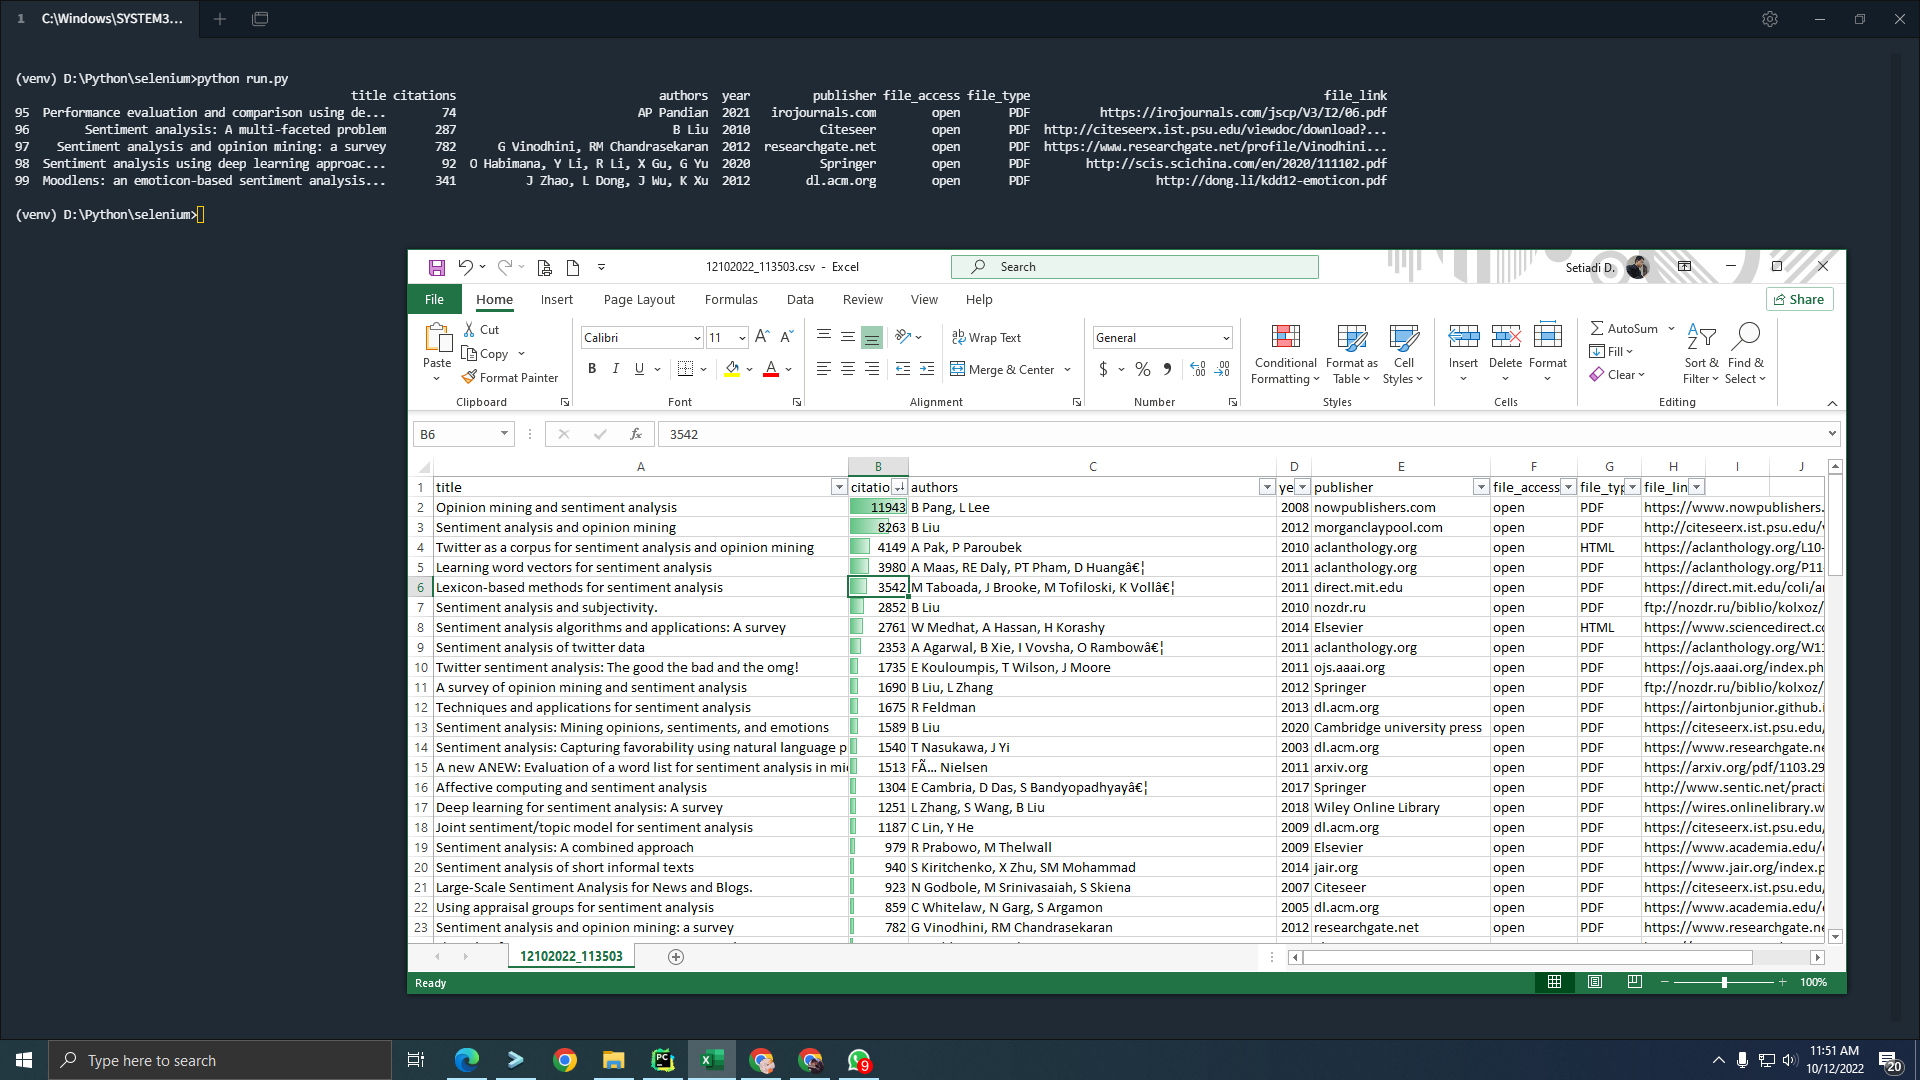 1 C:\Windows\SYSTEM3...
(venv) D:\Python\selenium>python run.py
title citations authors year publisher file_access file_type file_link
95 Performance evaluation and comparison using de... 74 AP Pandian 2021 irojournals.com open PDF https://irojournals.com/jscp/V3/I2/06.pdf
96 Sentiment analysis: A multi-faceted problem 287 B Liu 2010 Citeseer open PDF http://citeseerx.ist.psu.edu/viewdoc/download?...
97 Sentiment analysis and opinion mining: a survey 782 G Vinodhini, RM Chandrasekaran 2012 researchgate.net open PDF https://www.researchgate.net/profile/Vinodhini...
98 Sentiment analysis using deep learning approac... 92 O Habimana, Y Li, R Li, X Gu, G Yu 2020 Springer open PDF http://scis.scichina.com/en/2020/111102.pdf
99 Moodlens: an emoticon-based sentiment analysis... 341 J Zhao, L Dong, J Wu, K Xu 2012 dl.acm.org open PDF http://dong.li/kdd12-emoticon.pdf
(venv) D:\Python\selenium>
12102022_113503.csv - Excel Search Setiadi D.
File Home Insert Page Layout Formulas Data Review View Help Share
Paste Cut Copy Format Painter Calibri 11 Wrap Text Merge & Center General Conditional Formatting Format as Table Cell Styles Insert Delete Format AutoSum Fill Clear Sort & Filter Find & Select
Clipboard Font Alignment Number Styles Cells Editing
B6 fx 3542
A B C D E F G H I J
1 title citatio authors ye publisher file_access file_typ file_lin
2 Opinion mining and sentiment analysis 11943 B Pang, L Lee 2008 nowpublishers.com open PDF https://www.nowpublishers.
3 Sentiment analysis and opinion mining 8263 B Liu 2012 morganclaypool.com open PDF http://citeseerx.ist.psu.edu/v
4 Twitter as a corpus for sentiment analysis and opinion mining 4149 A Pak, P Paroubek 2010 aclanthology.org open HTML https://aclanthology.org/L10-
5 Learning word vectors for sentiment analysis 3980 A Maas, RE Daly, PT Pham, D Huangâ€¦ 2011 aclanthology.org open PDF https://aclanthology.org/P11-
6 Lexicon-based methods for sentiment analysis 3542 M Taboada, J Brooke, M Tofiloski, K Vollâ€¦ 2011 direct.mit.edu open PDF https://direct.mit.edu/coli/ar
7 Sentiment analysis and subjectivity. 2852 B Liu 2010 nozdr.ru open PDF ftp://nozdr.ru/biblio/kolxoz/
8 Sentiment analysis algorithms and applications: A survey 2761 W Medhat, A Hassan, H Korashy 2014 Elsevier open HTML https://www.sciencedirect.co
9 Sentiment analysis of twitter data 2353 A Agarwal, B Xie, I Vovsha, O Rambowâ€¦ 2011 aclanthology.org open PDF https://aclanthology.org/W11
10 Twitter sentiment analysis: The good the bad and the omg! 1735 E Kouloumpis, T Wilson, J Moore 2011 ojs.aaai.org open PDF https://ojs.aaai.org/index.ph
11 A survey of opinion mining and sentiment analysis 1690 B Liu, L Zhang 2012 Springer open PDF ftp://nozdr.ru/biblio/kolxoz/
12 Techniques and applications for sentiment analysis 1675 R Feldman 2013 dl.acm.org open PDF https://airtonbjunior.github.i
13 Sentiment analysis: Mining opinions, sentiments, and emotions 1589 B Liu 2020 Cambridge university press open PDF https://citeseerx.ist.psu.edu/
14 Sentiment analysis: Capturing favorability using natural language p 1540 T Nasukawa, J Yi 2003 dl.acm.org open PDF https://www.researchgate.ne
15 A new ANEW: Evaluation of a word list for sentiment analysis in mic 1513 FÃ… Nielsen 2011 arxiv.org open PDF https://arxiv.org/pdf/1103.29
16 Affective computing and sentiment analysis 1304 E Cambria, D Das, S Bandyopadhyayâ€¦ 2017 Springer open PDF http://www.sentic.net/practi
17 Deep learning for sentiment analysis: A survey 1251 L Zhang, S Wang, B Liu 2018 Wiley Online Library open PDF https://wires.onlinelibrary.w
18 Joint sentiment/topic model for sentiment analysis 1187 C Lin, Y He 2009 dl.acm.org open PDF https://citeseerx.ist.psu.edu/
19 Sentiment analysis: A combined approach 979 R Prabowo, M Thelwall 2009 Elsevier open PDF https://www.academia.edu/
20 Sentiment analysis of short informal texts 940 S Kiritchenko, X Zhu, SM Mohammad 2014 jair.org open PDF https://www.jair.org/index.p
21 Large-Scale Sentiment Analysis for News and Blogs. 923 N Godbole, M Srinivasaiah, S Skiena 2007 Citeseer open PDF https://citeseerx.ist.psu.edu/
22 Using appraisal groups for sentiment analysis 859 C Whitelaw, N Garg, S Argamon 2005 dl.acm.org open PDF https://www.academia.edu/
23 Sentiment analysis and opinion mining: a survey 782 G Vinodhini, RM Chandrasekaran 2012 researchgate.net open PDF https://www.researchgate.ne
12102022_113503
Ready 100%
Type here to search PC 9 11:51 AM
10/12/2022 20